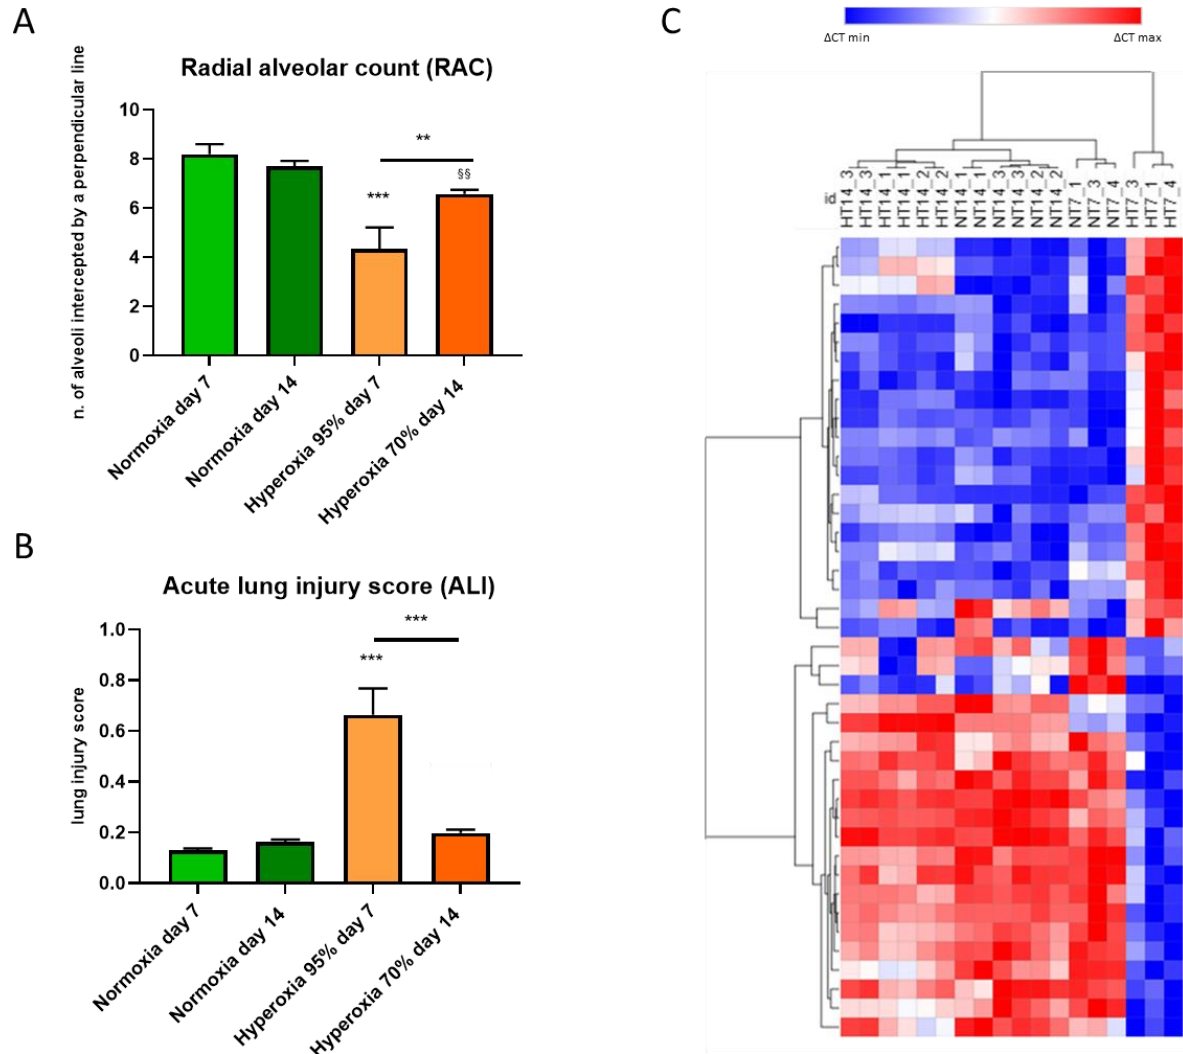 A
Radial alveolar count (RAC)
n. of alveoli intercepted by a perpendicular line
10
8
6
4
2
0
***
**
§§
Normoxia day 7
Normoxia day 14
Hyperoxia 95% day 7
Hyperoxia 70% day 14
B
Acute lung injury score (ALI)
lung injury score
1.0
0.8
0.6
0.4
0.2
0.0
***
***
Normoxia day 7
Normoxia day 14
Hyperoxia 95% day 7
Hyperoxia 70% day 14
C
ΔCT min
ΔCT max
id
HT14_3
HT14_3
HT14_1
HT14_1
HT14_2
HT14_2
NT14_1
NT14_1
NT14_3
NT14_3
NT14_2
NT14_2
NT7_1
NT7_3
NT7_4
HT7_3
HT7_1
HT7_4